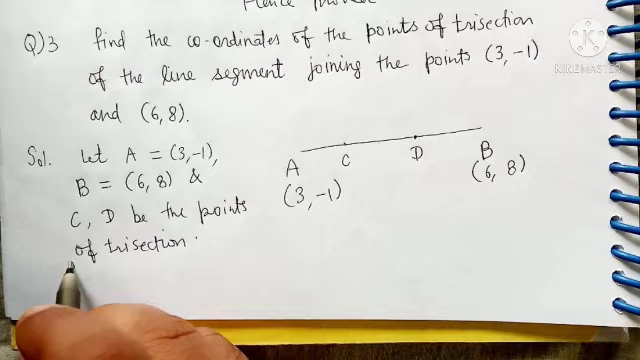 Hence proved
Q)3 find the co-ordinates of the points of trisection
of the line segment joining the points (3,-1)
and (6,8).
Sol. Let A = (3,-1),
B = (6,8) &
C, D be the points
of trisection.
A C D B
(3,-1) (6,8)
K
KINEMASTER